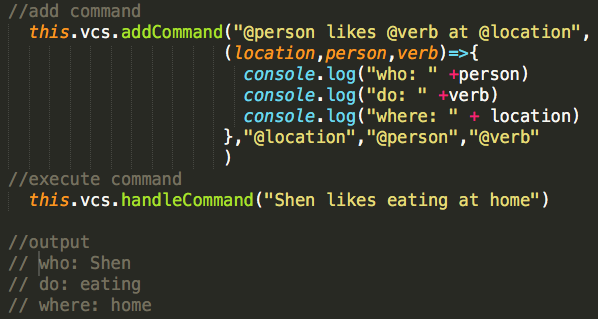 //add command
this.vcs.addCommand("@person likes @verb at @location",
(location,person,verb)=>{
console.log("who: " +person)
console.log("do: " +verb)
console.log("where: " + location)
},"@location","@person","@verb"
)
//execute command
this.vcs.handleCommand("Shen likes eating at home")
//output
// who: Shen
// do: eating
// where: home